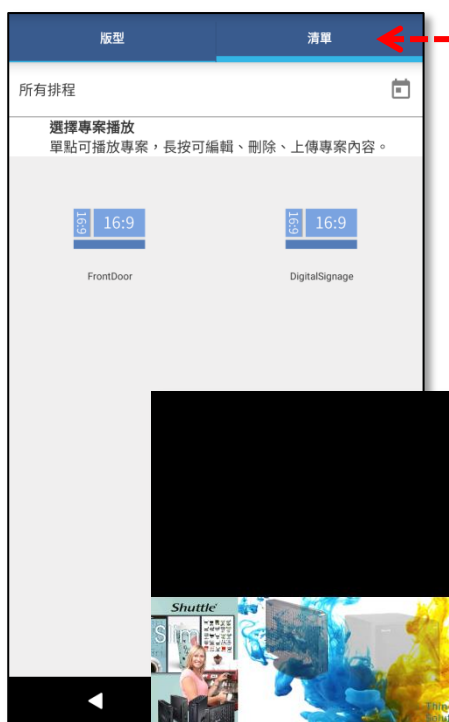 版型
清單
所有排程
選擇專案播放
單點可播放專案，長按可編輯、刪除、上傳專案內容。
16:9
16:9
16:9
16:9
FrontDoor
DigitalSignage
Shuttle
Slim